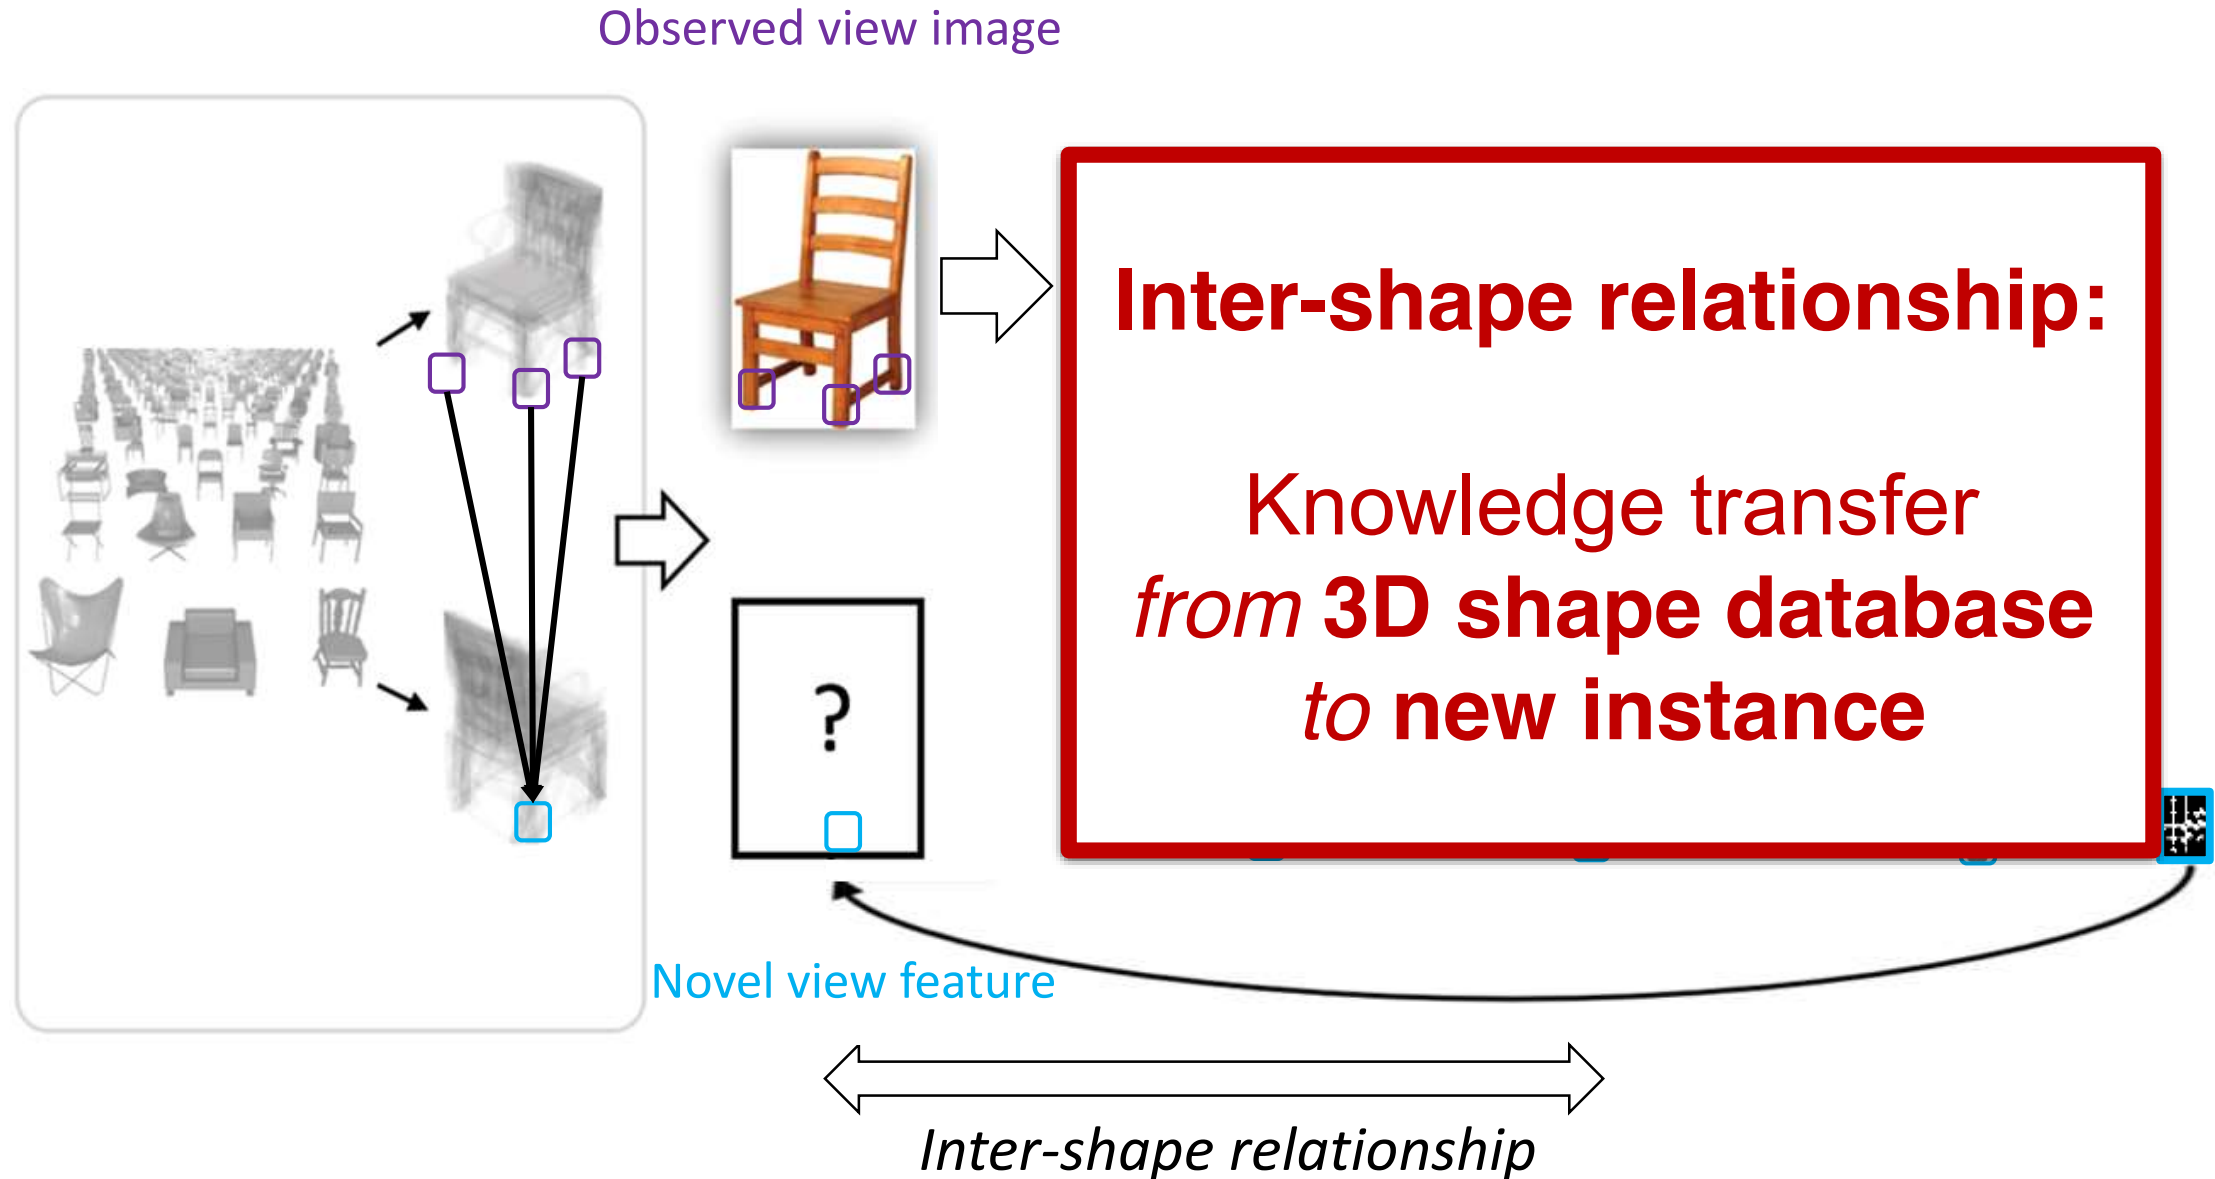 Observed view image
Inter-shape relationship:
Knowledge transfer
from 3D shape database
to new instance
?
Novel view feature
Inter-shape relationship